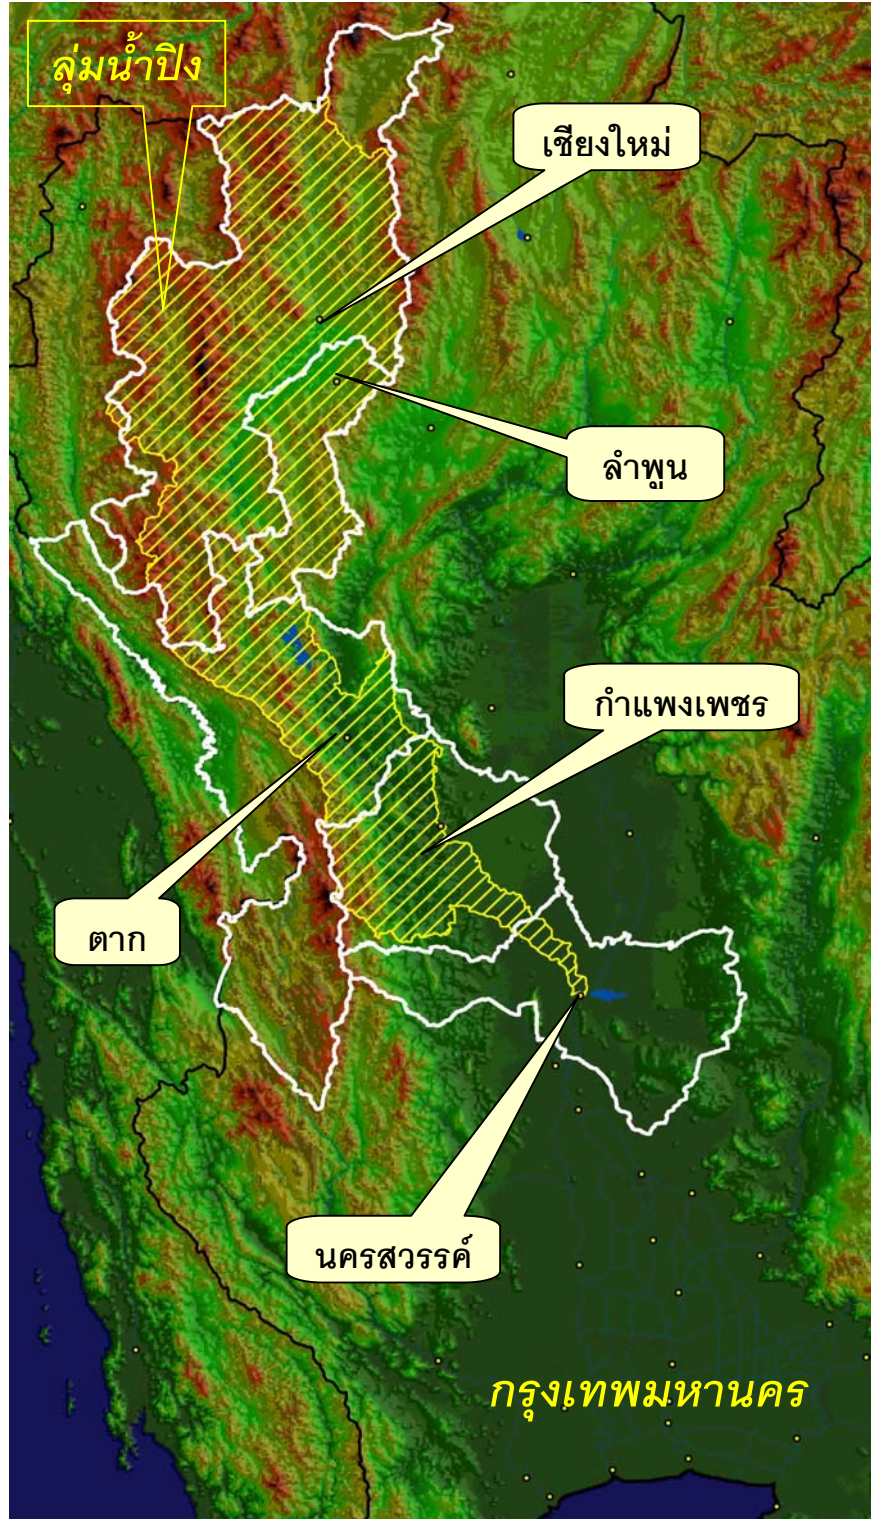 ลุ่มน้ำปิง
เชียงใหม่
ลำพูน
กำแพงเพชร
ตาก
นครสวรรค์
กรุงเทพมหานคร